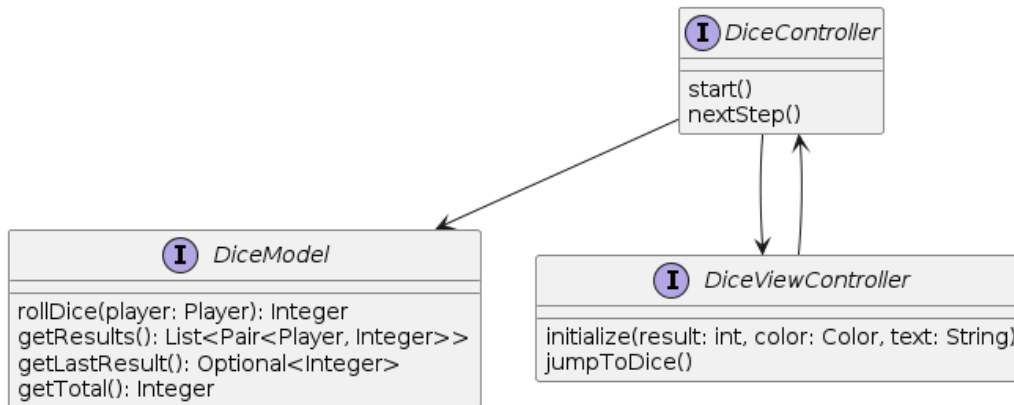 I DiceController
start()
nextStep()
I DiceModel
rollDice(player: Player): Integer
getResults(): List<Pair<Player, Integer>>
getLastResult(): Optional<Integer>
getTotal(): Integer
I DiceViewController
initialize(result: int, color: Color, text: String)
jumpToDice()